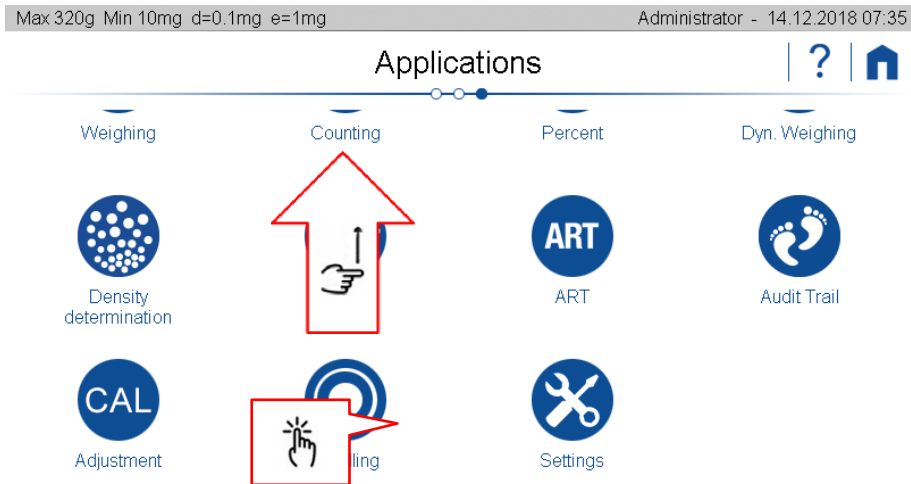 Max 320g Min 10mg d=0.1mg e=1mg Administrator - 14.12.2018 07:35
Applications ?
Weighing Counting Percent Dyn. Weighing
ART
Density
determination
ART Audit Trail
CAL
Adjustment ling Settings